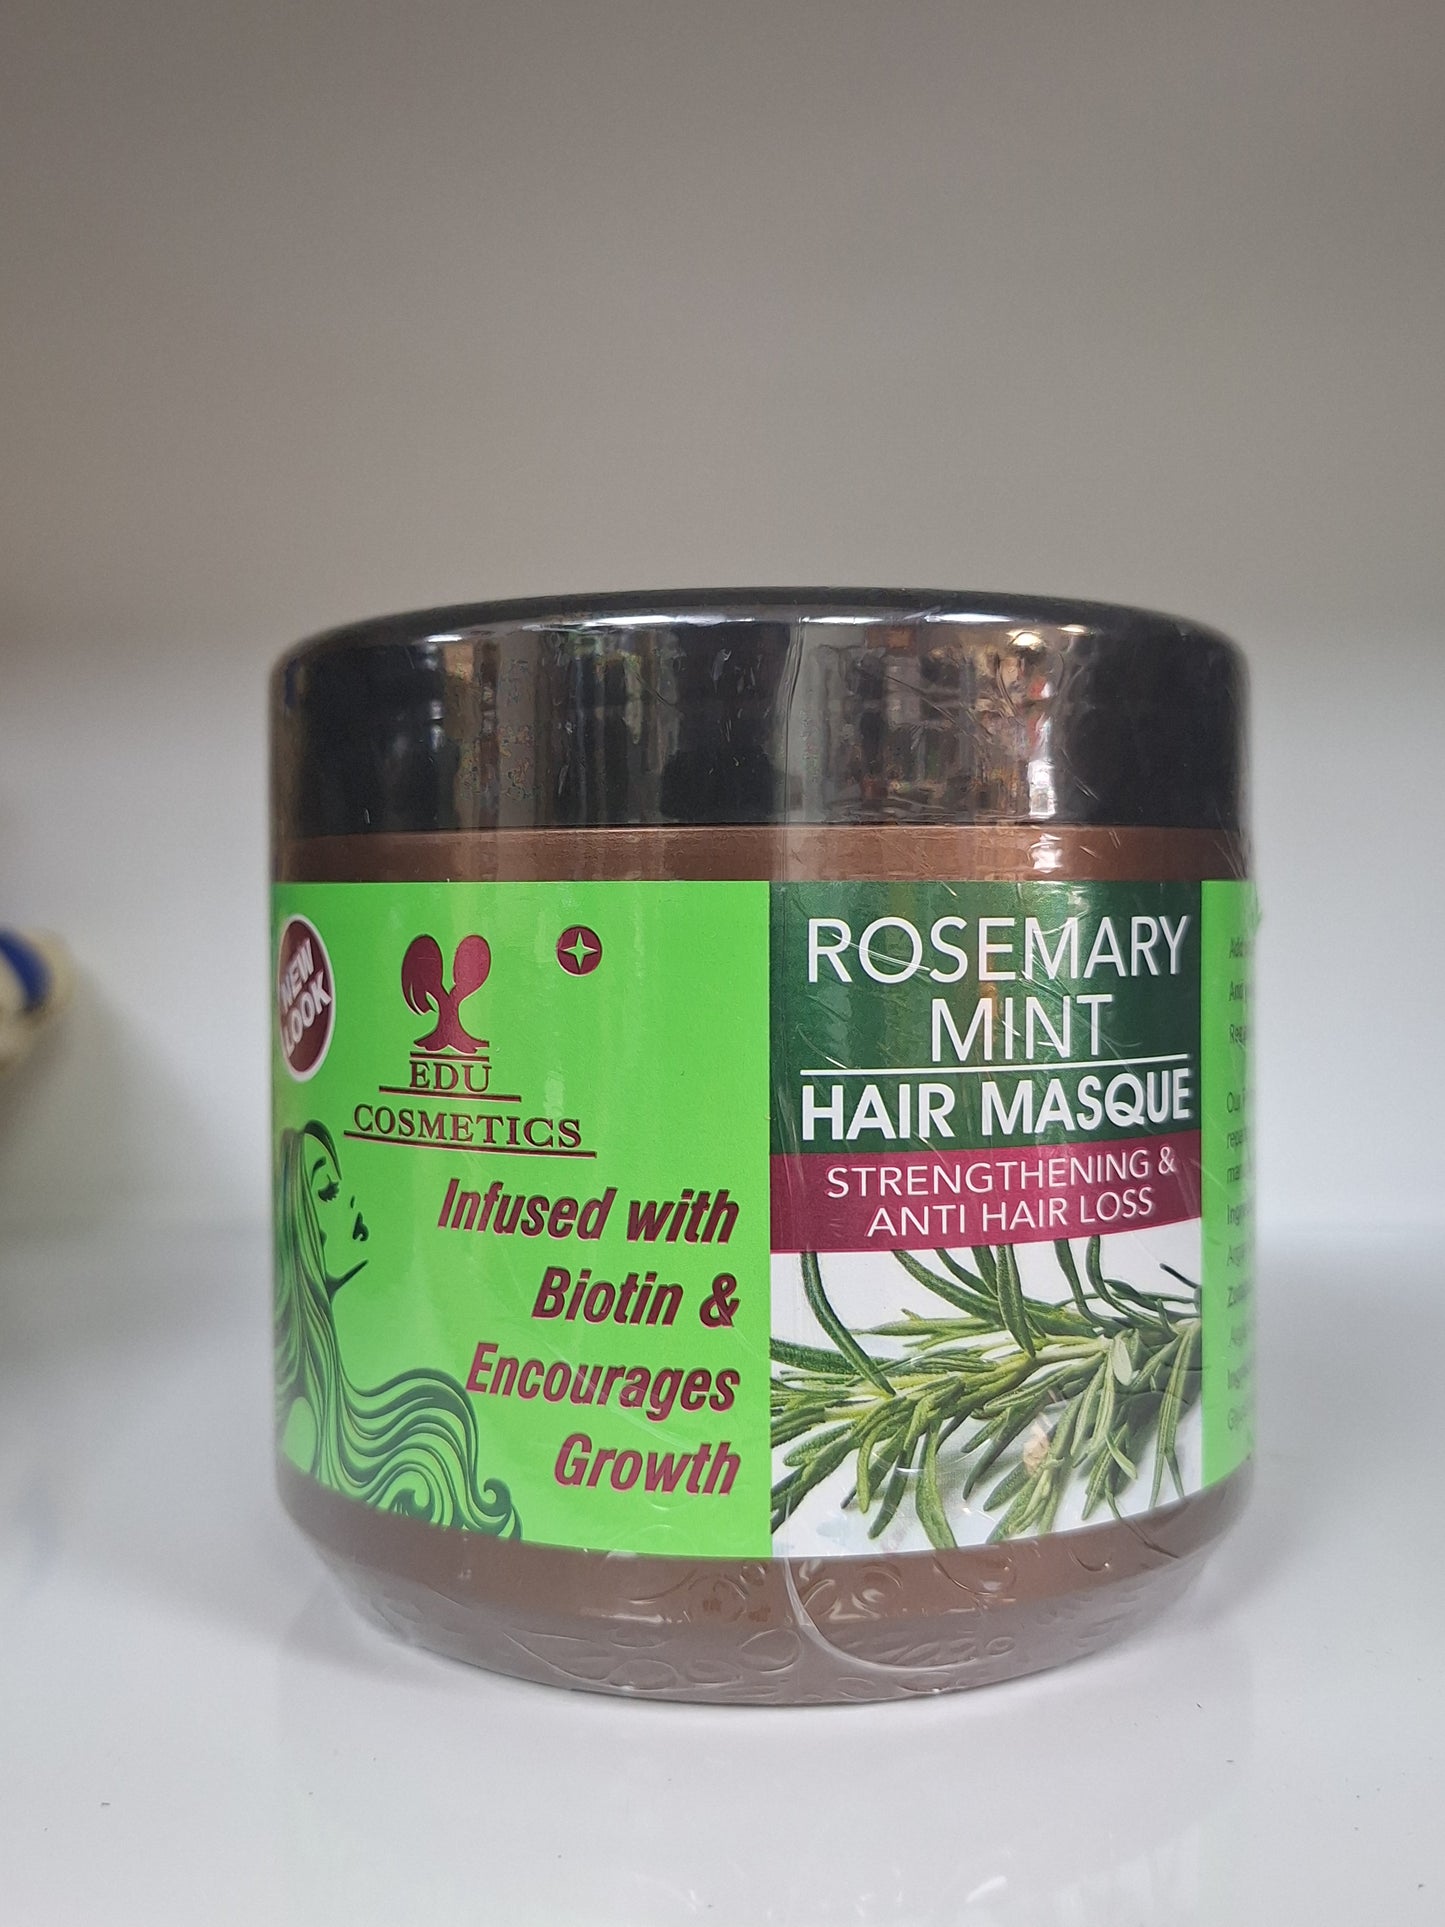 NEW
LOOK
EDU
COSMETICS
Infused with
Biotin &
Encourages
Growth
ROSEMARY
MINT
HAIR MASQUE
STRENGTHENING &
ANTI HAIR LOSS